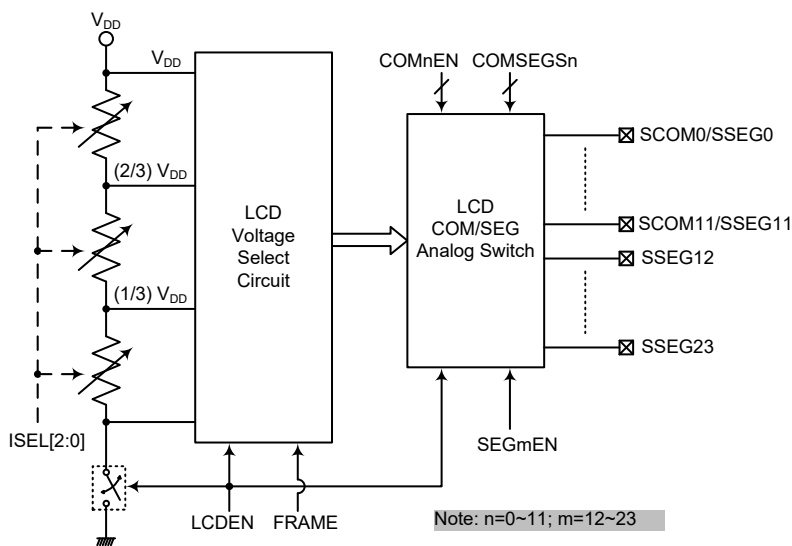 VDD
VDD
(2/3) VDD
(1/3) VDD
ISEL[2:0]
LCD
Voltage
Select
Circuit
LCDEN
FRAME
COMnEN
COMSEGSn
LCD
COM/SEG
Analog Switch
SEGmEN
SCOM0/SSEG0
SCOM11/SSEG11
SSEG12
SSEG23
Note: n=0~11; m=12~23